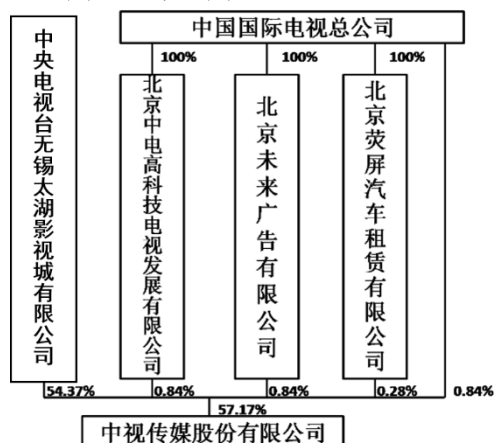 中国国际电视总公司
100%
100%
100%
中央电视台无锡太湖影视城有限公司
北京中电高科技电视发展有限公司
北京未来广告有限公司
北京荧屏汽车租赁有限公司
54.37%
0.84%
0.84%
0.28%
0.84%
57.17%
中视传媒股份有限公司